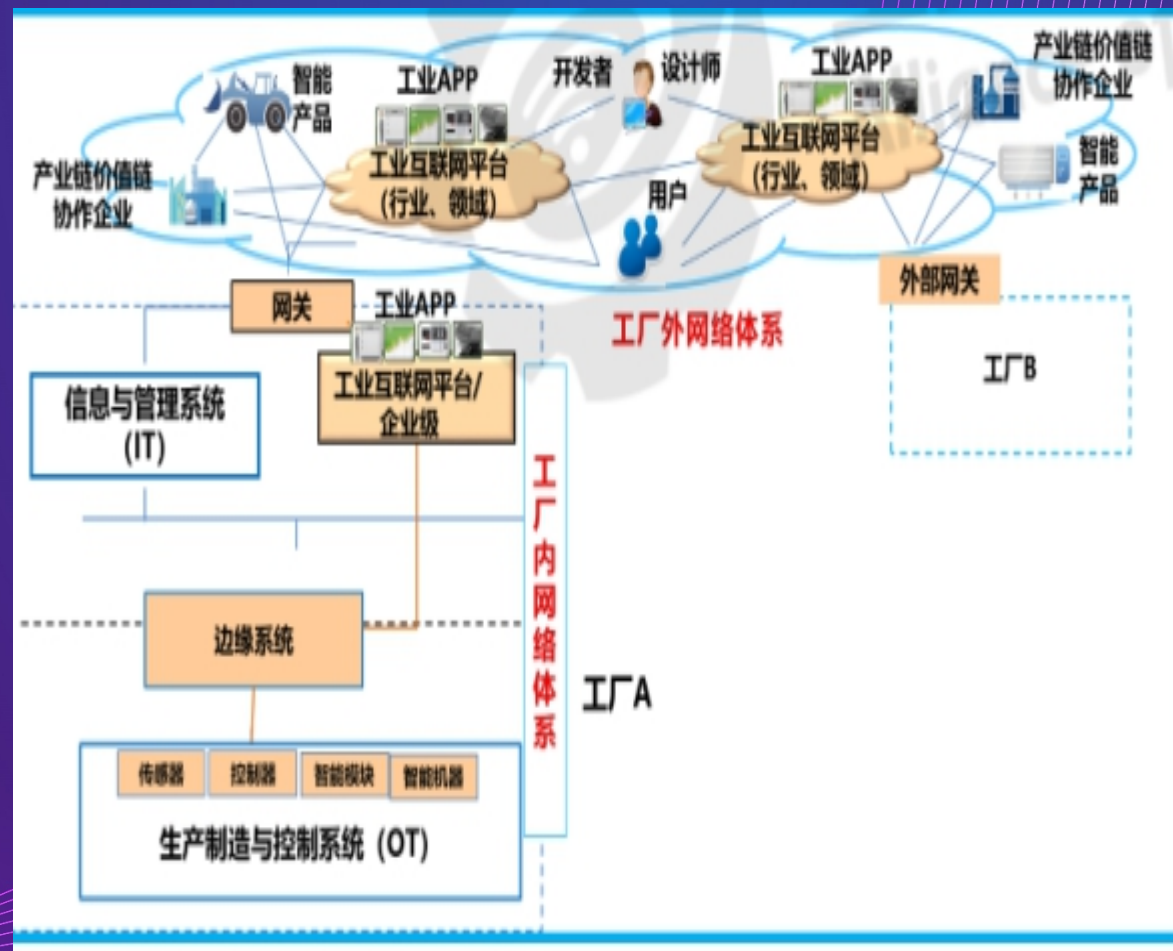 智能
产品
工业APP
开发者
设计师
工业APP
产业链价值链
协作企业
产业链价值链
协作企业
工业互联网平台
(行业、领域)
用户
工业互联网平台
(行业、领域)
智能
产品
网关
工业APP
工厂外网络体系
外部网关
信息与管理系统
(IT)
工业互联网平台/
企业级
工厂B
工厂内网络体系
边缘系统
工厂A
传感器
控制器
智能模块
智能机器
生产制造与控制系统（OT）